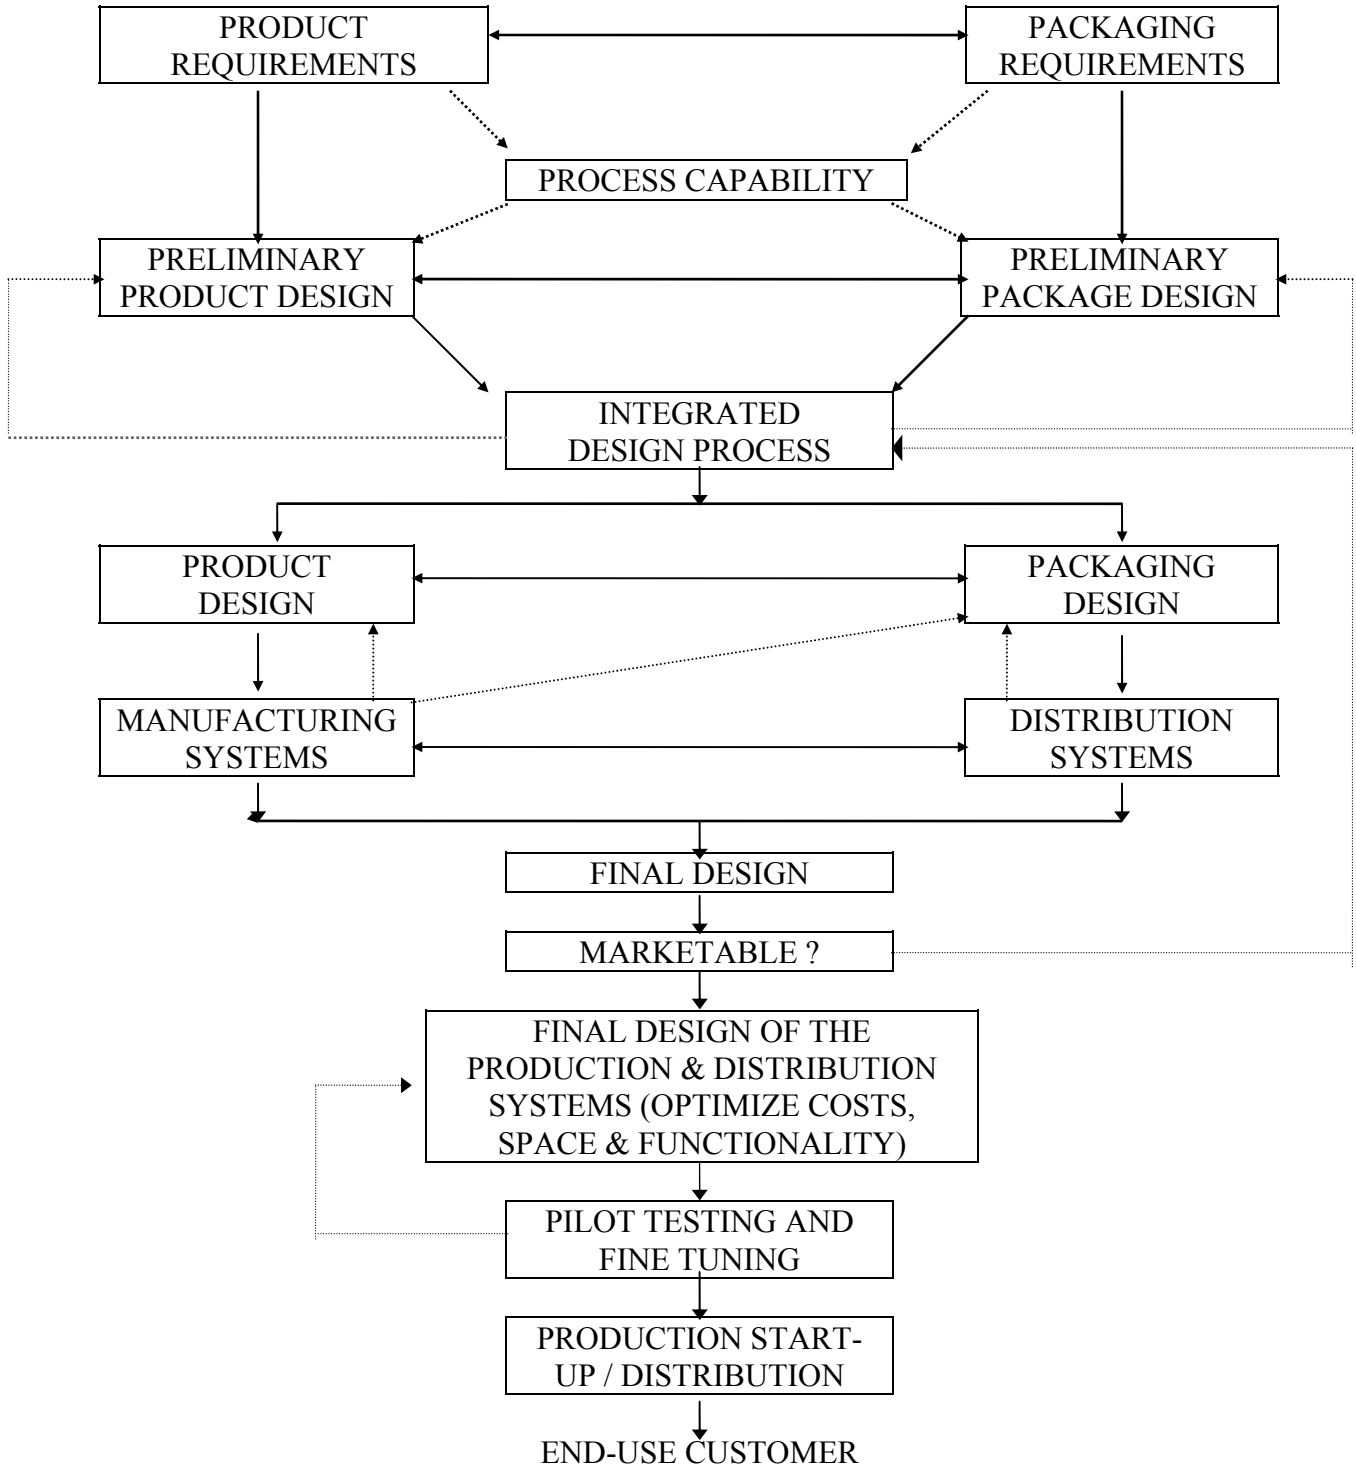 PRODUCT
REQUIREMENTS
PACKAGING
REQUIREMENTS
PROCESS CAPABILITY
PRELIMINARY
PRODUCT DESIGN
PRELIMINARY
PACKAGE DESIGN
INTEGRATED
DESIGN PROCESS
PRODUCT
DESIGN
PACKAGING
DESIGN
MANUFACTURING
SYSTEMS
DISTRIBUTION
SYSTEMS
FINAL DESIGN
MARKETABLE ?
FINAL DESIGN OF THE
PRODUCTION & DISTRIBUTION
SYSTEMS (OPTIMIZE COSTS,
SPACE & FUNCTIONALITY)
PILOT TESTING AND
FINE TUNING
PRODUCTION START-
UP / DISTRIBUTION
END-USE CUSTOMER